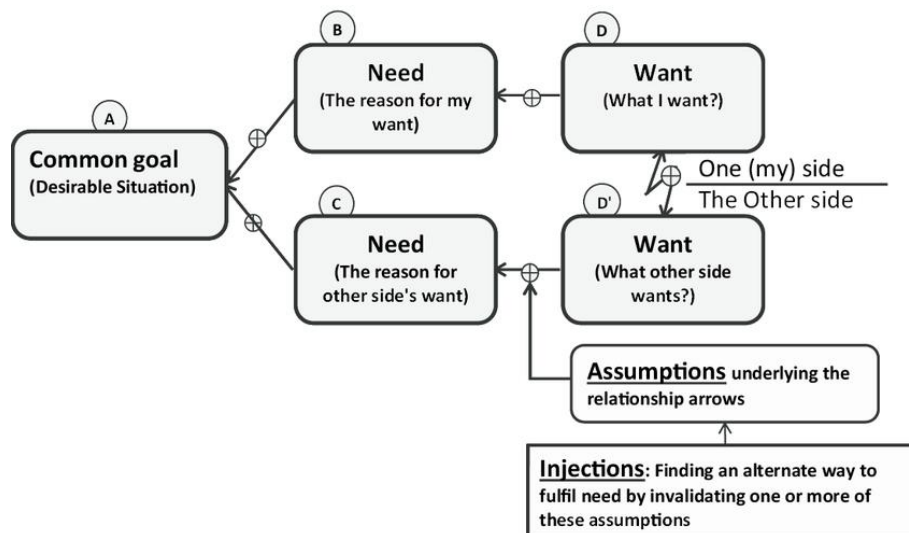 B
Need
(The reason for my
want)
D
Want
(What I want?)
A
Common goal
(Desirable Situation)
One (my) side
The Other side
C
Need
(The reason for
other side's want)
D'
Want
(What other side
wants?)
Assumptions underlying the
relationship arrows
Injections: Finding an alternate way to
fulfil need by invalidating one or more of
these assumptions